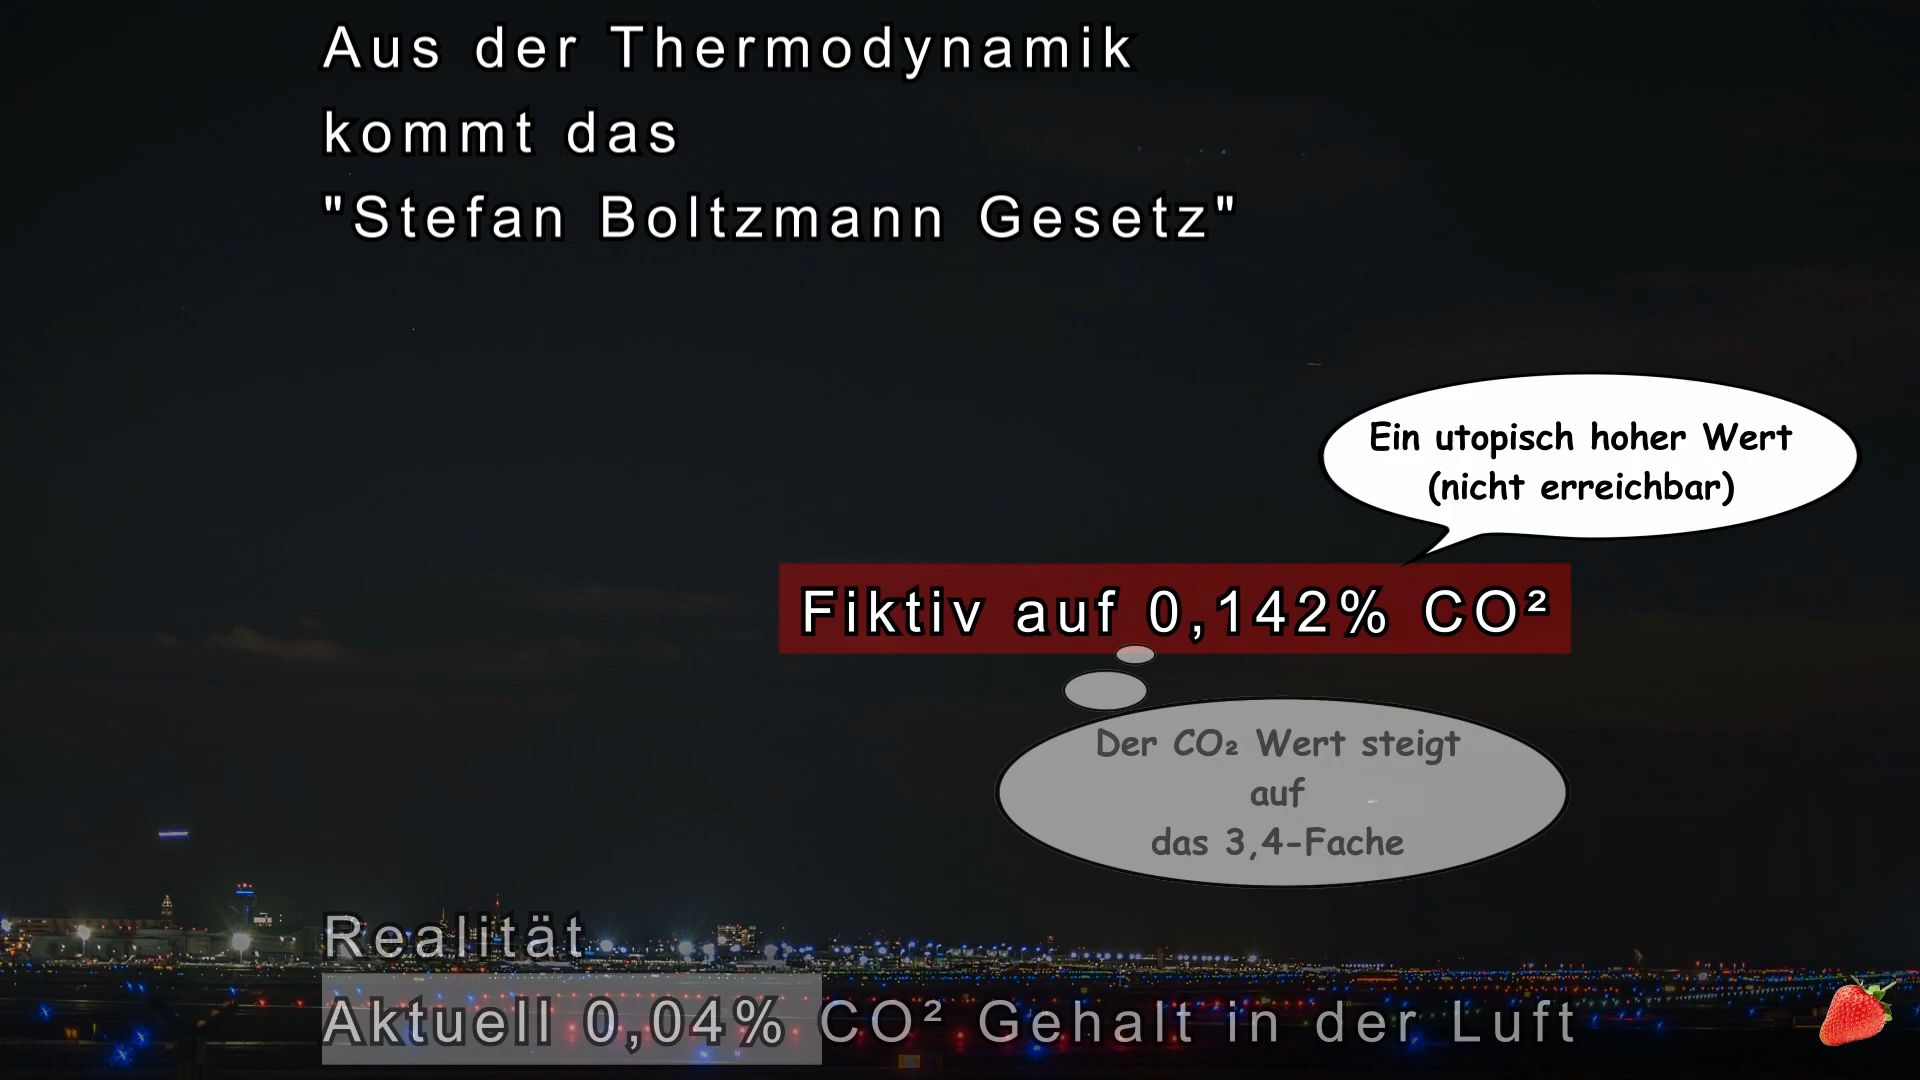 Aus der Thermodynamik
kommt das
"Stefan Boltzmann Gesetz"
Ein utopisch hoher Wert
(nicht erreichbar)
Fiktiv auf 0,142% CO²
Der CO₂ Wert steigt
auf
das 3,4-Fache
Realität
Aktuell 0,04% CO² Gehalt in der Luft